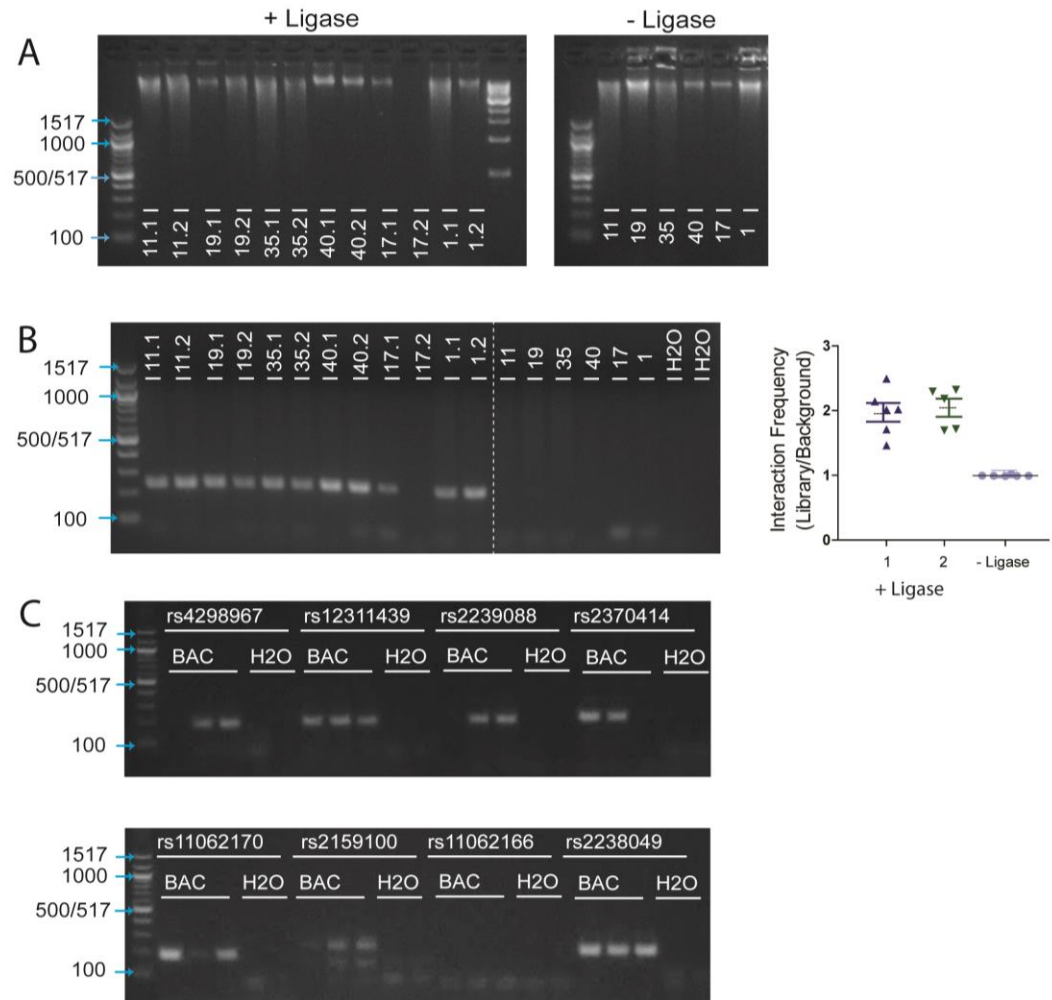 + Ligase
- Ligase
A
1517
1000
500/517
100
11.1 11.2 19.1 19.2 35.1 35.2 40.1 40.2 17.1 17.2 1.1 1.2
11 19 35 40 17 1
B
1517
1000
500/517
100
11.1 11.2 19.1 19.2 35.1 35.2 40.1 40.2 17.1 17.2 1.1 1.2 11 19 35 40 17 1 H2O H2O
Interaction Frequency
(Library/Background)
3
2
1
0
1 2 - Ligase
+ Ligase
C
rs4298967 rs12311439 rs2239088 rs2370414
BAC H2O BAC H2O BAC H2O BAC H2O
1517
1000
500/517
100
rs11062170 rs2159100 rs11062166 rs2238049
BAC H2O BAC H2O BAC H2O BAC H2O
1517
1000
500/517
100